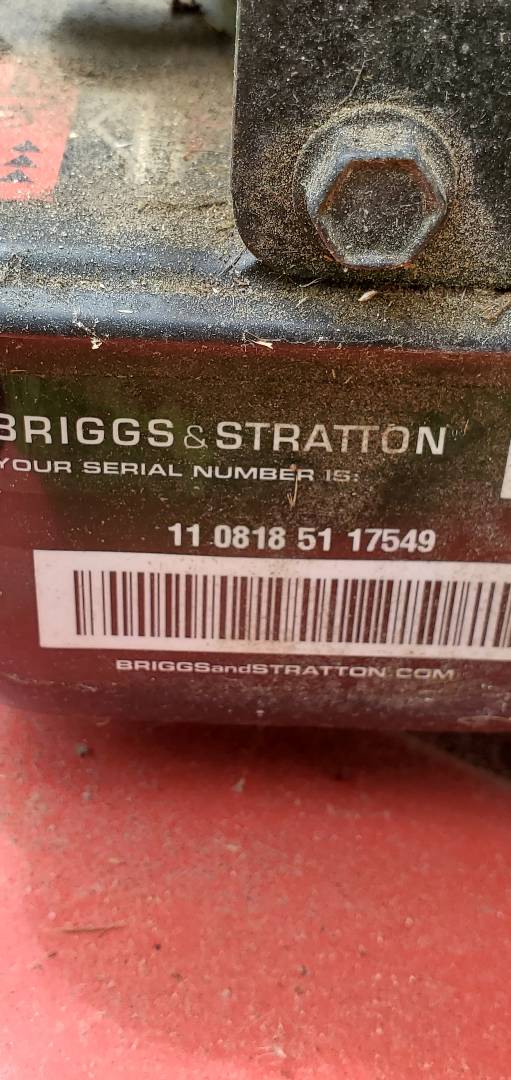 BRIGGS & STRATTON
YOUR SERIAL NUMBER IS:
11 0818 51 17549
BRIGGSandSTRATTON.COM